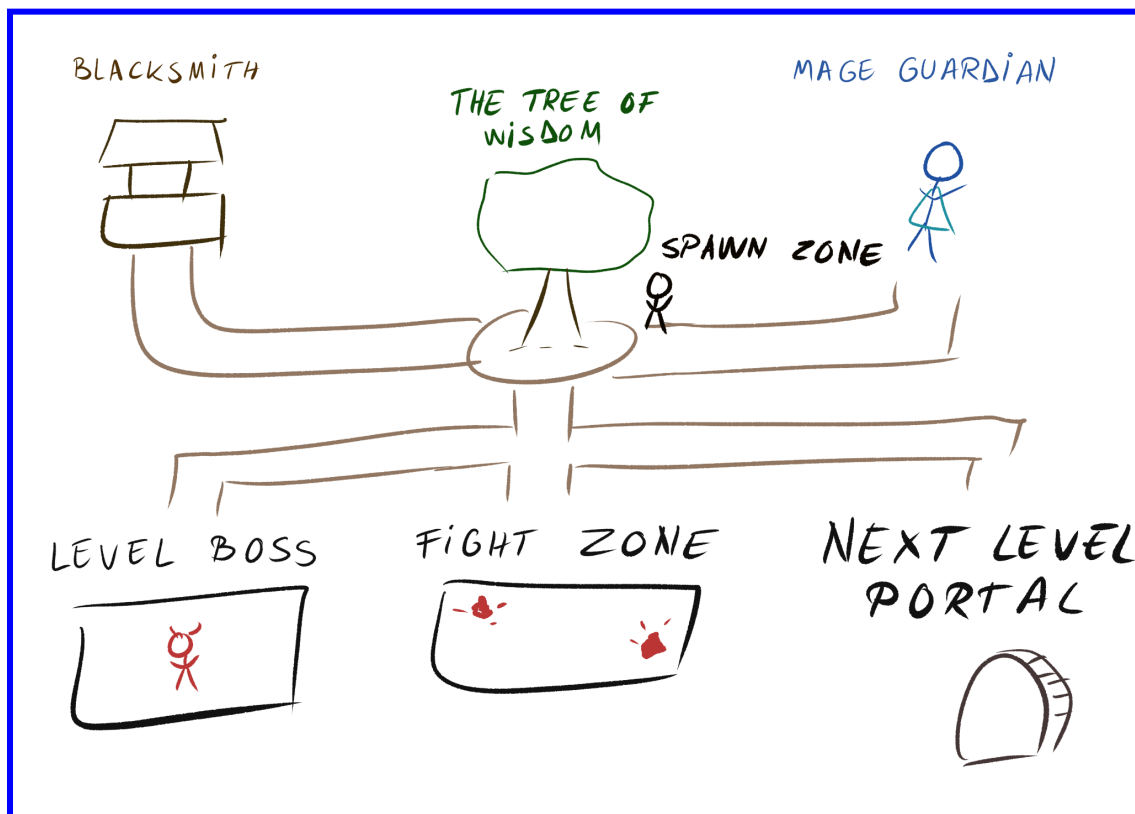 BLACKSMITH
MAGE GUARDIAN
THE TREE OF
WISDOM
SPAWN ZONE
LEVEL BOSS
FIGHT ZONE
NEXT LEVEL
PORTAL